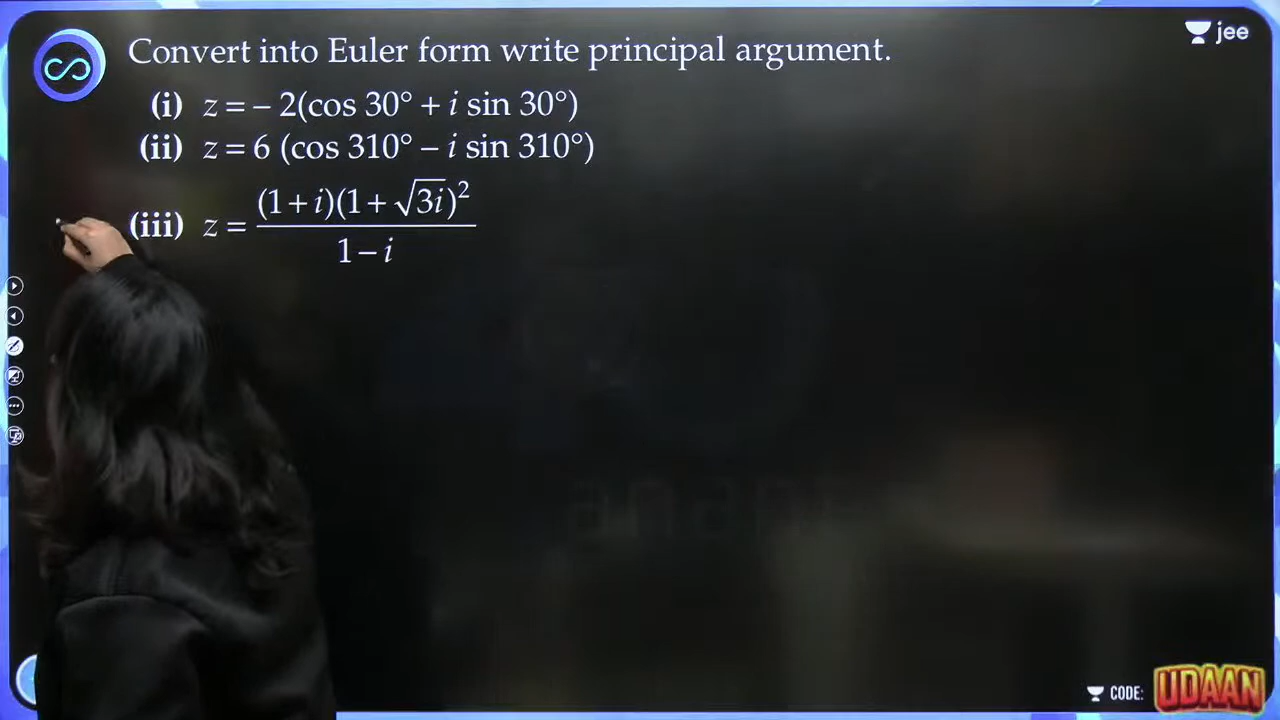 Convert into Euler form write principal argument.
jee
(i) z = – 2(cos 30° + i sin 30°)
(ii) z = 6 (cos 310° – i sin 310°)
(iii) z = (1 + i)(1 + √3i)²
1 – i
CODE: UDAAN